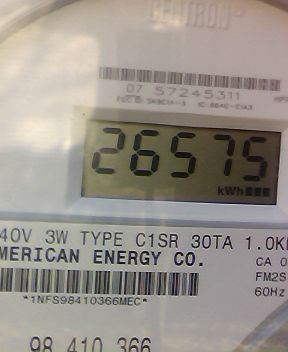 CENTRON
07 57245311
26575
kWh
40V 3W TYPE C1SR 30TA 1.0K
MERICAN ENERGY CO.
CA 0
FM2S
60Hz
*1NFS98410366MEC*
98 410 366